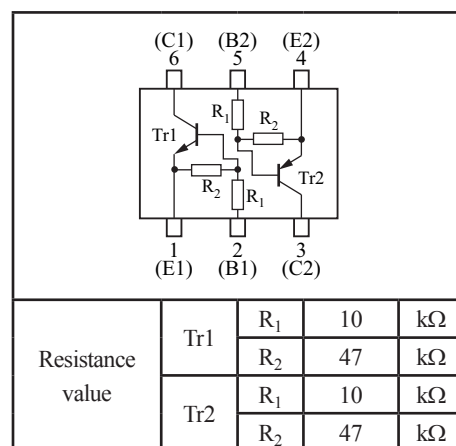 (C1) (B2) (E2)
6 5 4
R1
R2
Tr1
Tr2
R2
R1
1 2 3
(E1) (B1) (C2)
Resistance value
Tr1 R1 10 kΩ
R2 47 kΩ
Tr2 R1 10 kΩ
R2 47 kΩ